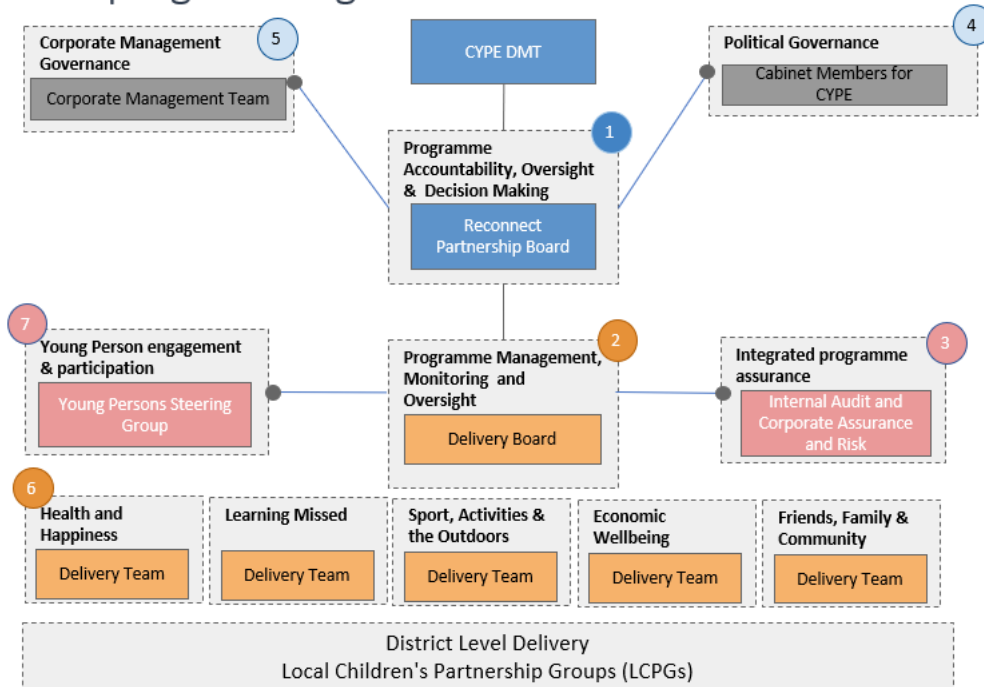 5
Corporate Management
Governance
Corporate Management Team
CYPE DMT
4
Political Governance
Cabinet Members for
CYPE
1
Programme
Accountability, Oversight
& Decision Making
Reconnect
Partnership Board
7
Young Person engagement
& participation
Young Persons Steering
Group
2
Programme Management,
Monitoring and
Oversight
Delivery Board
3
Integrated programme
assurance
Internal Audit and
Corporate Assurance
and Risk
6
Health and
Happiness
Delivery Team
Learning Missed
Delivery Team
Sport, Activities &
the Outdoors
Delivery Team
Economic
Wellbeing
Delivery Team
Friends, Family &
Community
Delivery Team
District Level Delivery
Local Children's Partnership Groups (LCPGs)